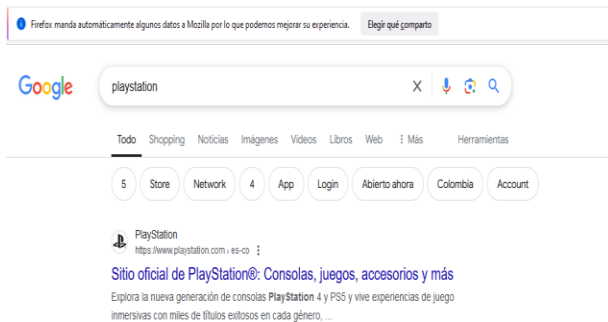 Firefox manda automáticamente algunos datos a Mozilla por lo que podemos mejorar su experiencia. Elegir qué comparto
Google playstation
Todo Shopping Noticias Imágenes Videos Libros Web Más Herramientas
5 Store Network 4 App Login Abierto ahora Colombia Account
PlayStation
https://www.playstation.com › es-co
Sitio oficial de PlayStation®: Consolas, juegos, accesorios y más
Explora la nueva generación de consolas PlayStation 4 y PS5 y vive experiencias de juego
inmersivas con miles de títulos exitosos en cada género, ...